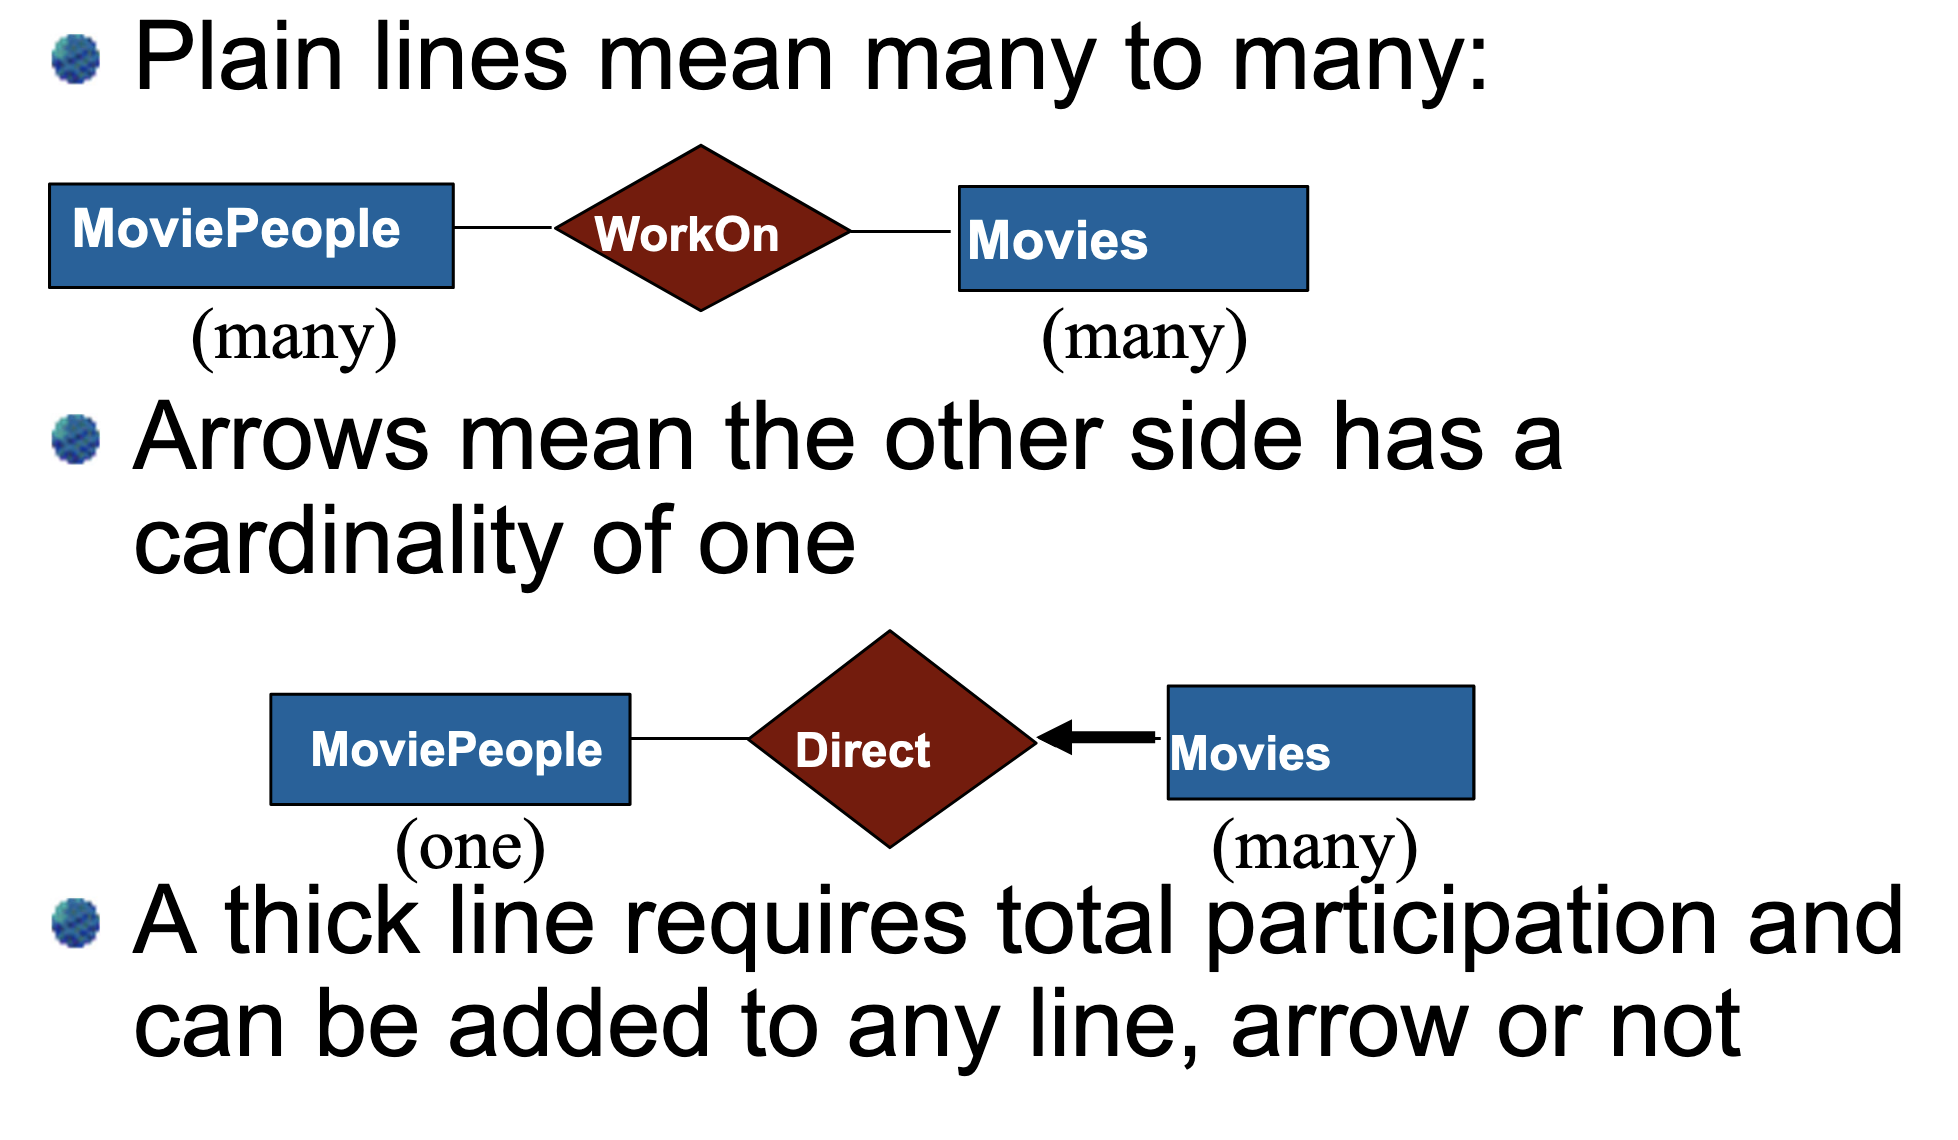 Plain lines mean many to many:
MoviePeople WorkOn Movies
(many) (many)
Arrows mean the other side has a
cardinality of one
MoviePeople Direct Movies
(one) (many)
A thick line requires total participation and
can be added to any line, arrow or not